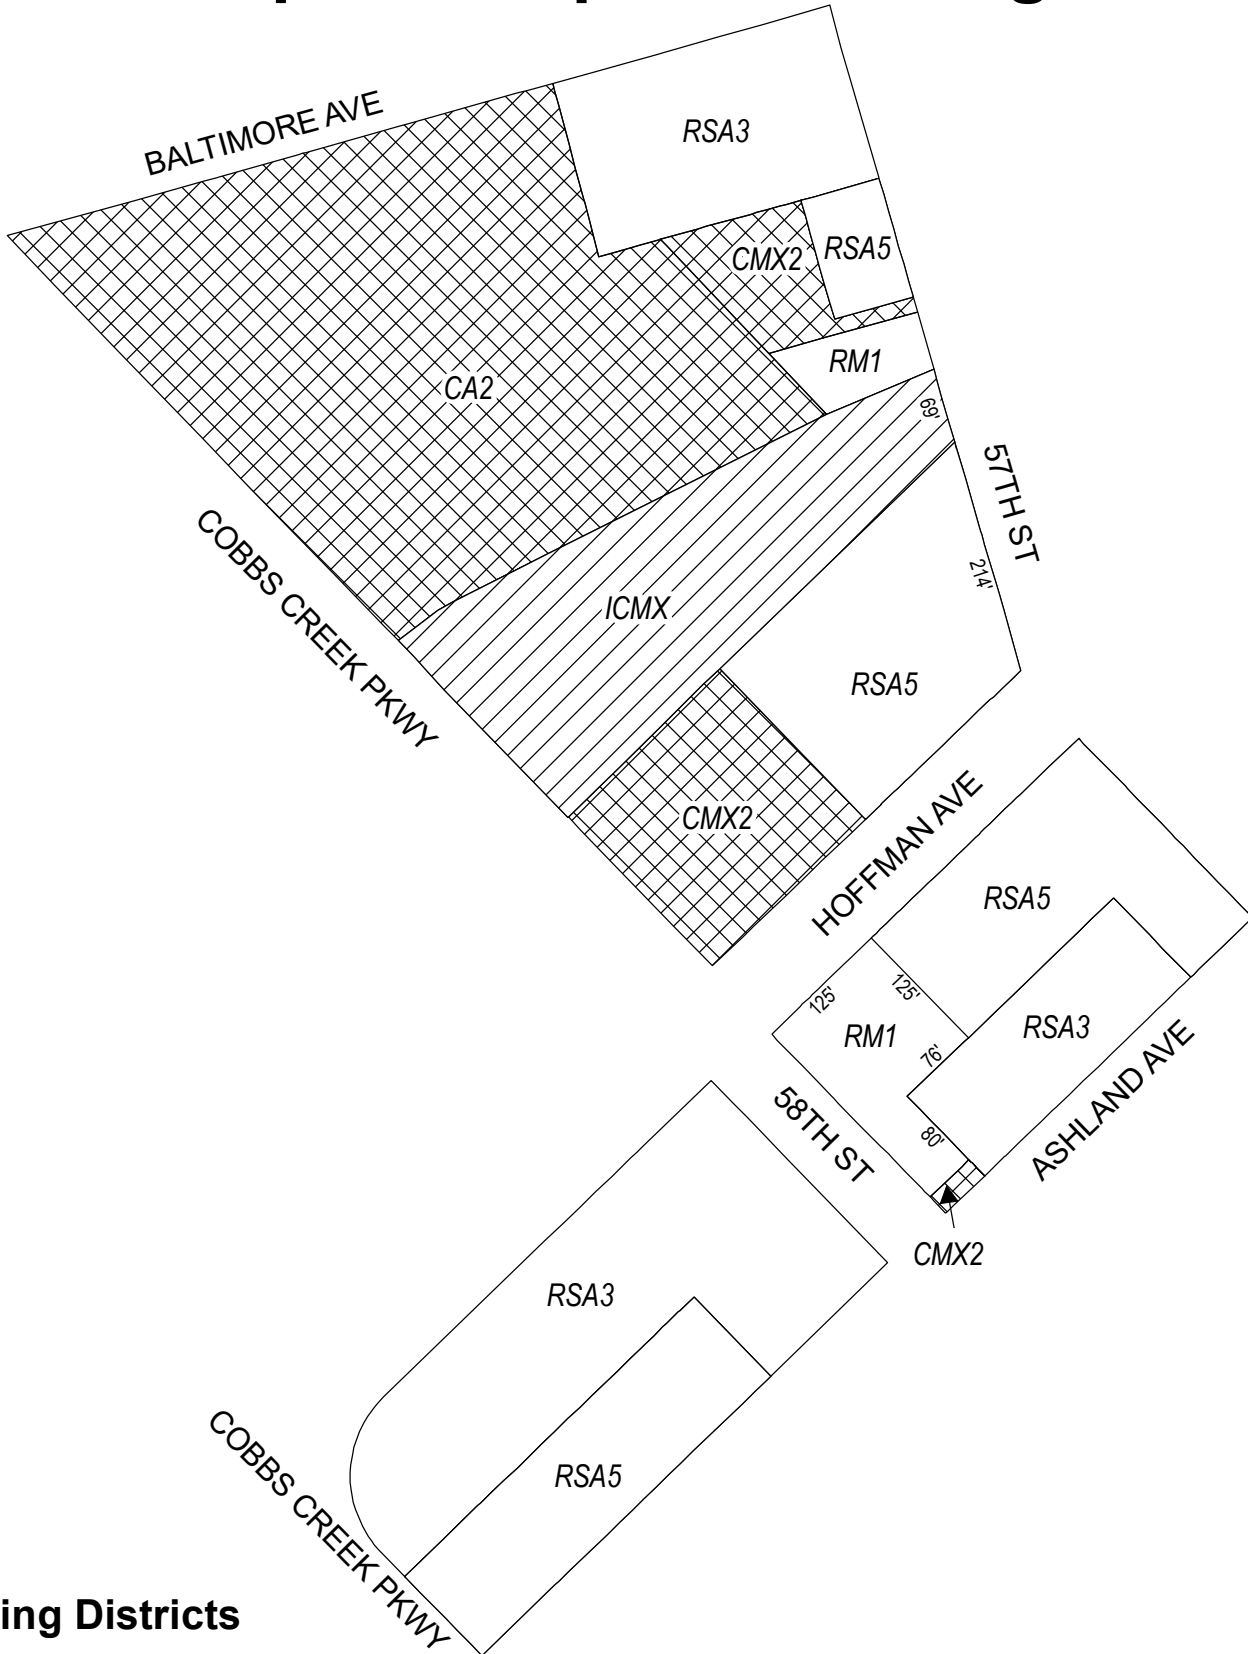 BALTIMORE AVE
RSA3
CMX2
RSA5
RM1
CA2
69'
57TH ST
COBBS CREEK PKWY
ICMX
214'
RSA5
CMX2
HOFFMAN AVE
RSA5
125'
125'
RM1
76'
RSA3
80'
58TH ST
ASHLAND AVE
CMX2
RSA3
RSA5
COBBS CREEK PKWY
ing Districts